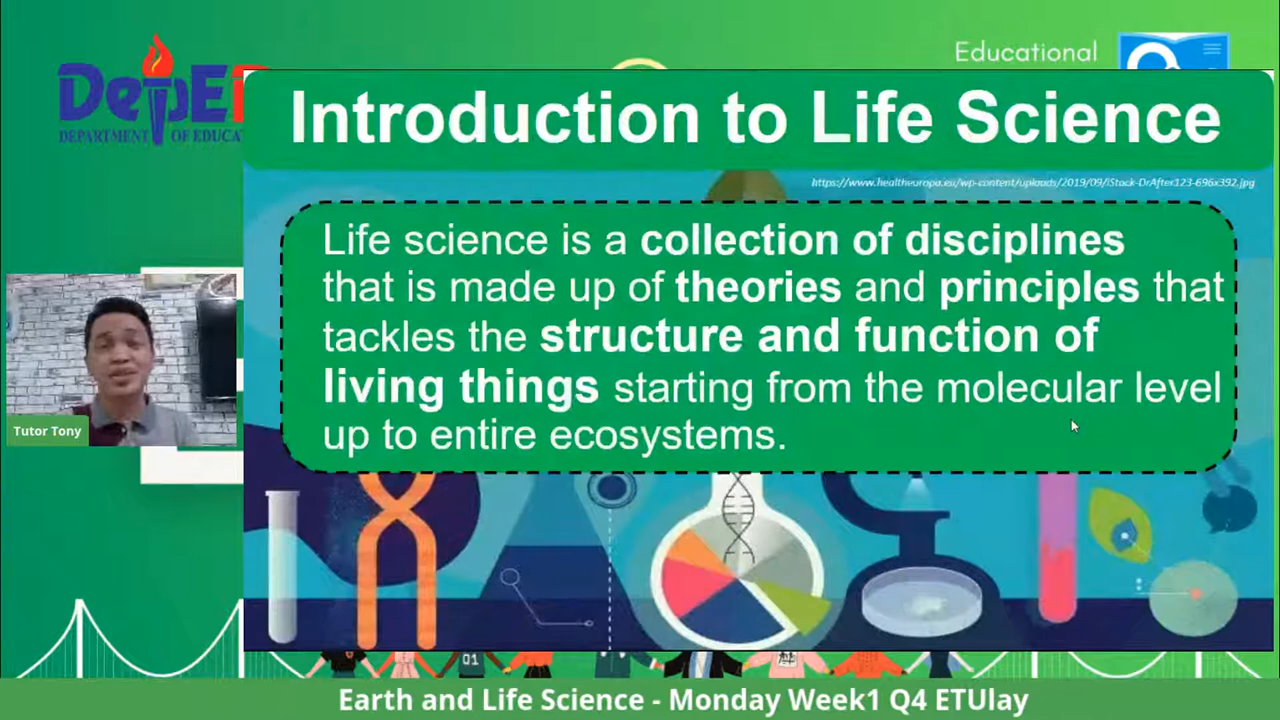 Educational
DepE
DEPARTMENT OF EDUCA
Introduction to Life Science
https://www.healtheuropa.eu/wp-content/uploads/2019/09/iStock-DrAfter123-696x392.jpg
Life science is a collection of disciplines
that is made up of theories and principles that
tackles the structure and function of
living things starting from the molecular level
up to entire ecosystems.
Tutor Tony
01
Earth and Life Science - Monday Week1 Q4 ETUlay